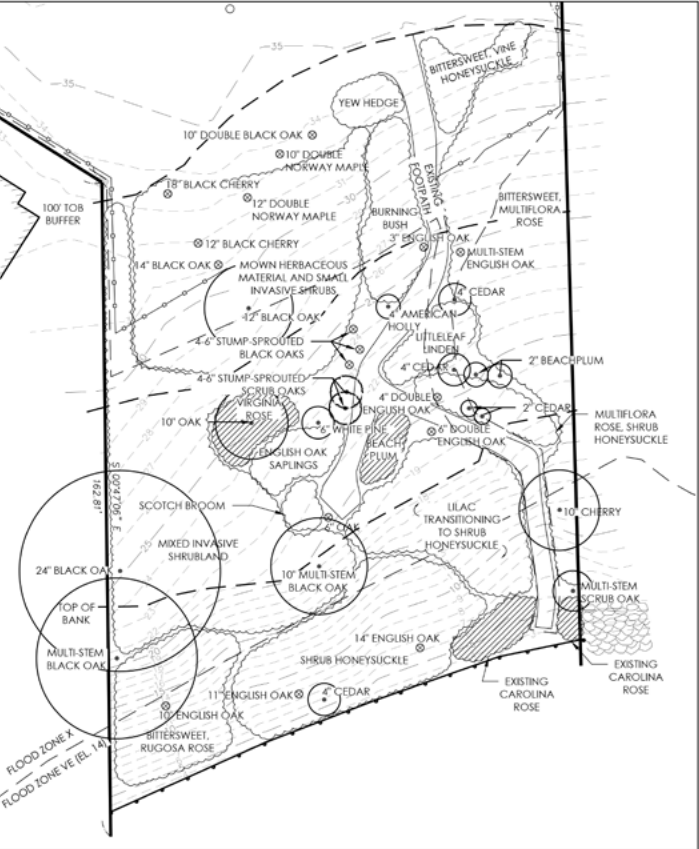 35
35
BITTERSWEET, VINE
HONEYSUCKLE
YEW HEDGE
10" DOUBLE BLACK OAK
10" DOUBLE
NORWAY MAPLE
EXISTING
FOOTPATH
18" BLACK CHERRY
12" DOUBLE
NORWAY MAPLE
100' TOB
BUFFER
BITTERSWEET,
MULTIFLORA
ROSE
BURNING
BUSH
3" ENGLISH OAK
12" BLACK CHERRY
MULTI-STEM
ENGLISH OAK
14" BLACK OAK
MOWN HERBACEOUS
MATERIAL AND SMALL
INVASIVE SHRUBS
4" CEDAR
12" BLACK OAK
4" AMERICAN
HOLLY
LITTLELEAF
LINDEN
4-6" STUMP-SPROUTED
BLACK OAKS
2" BEACHPLUM
4" CEDAR
4-6" STUMP-SPROUTED
SCRUB OAKS
4" DOUBLE
ENGLISH OAK
VIRGINIA
ROSE
2" CEDAR
10" OAK
6" WHITE PINE
6" DOUBLE
ENGLISH OAK
MULTIFLORA
ROSE, SHRUB
HONEYSUCKLE
BEACH
PLUM
ENGLISH OAK
SAPLINGS
S 00°47'06" E
162.81'
SCOTCH BROOM
6" OAK
LILAC
TRANSITIONING
TO SHRUB
HONEYSUCKLE
10" CHERRY
MIXED INVASIVE
SHRUBLAND
24" BLACK OAK
10" MULTI-STEM
BLACK OAK
MULTI-STEM
SCRUB OAK
TOP OF
BANK
14" ENGLISH OAK
MULTI-STEM
BLACK OAK
SHRUB HONEYSUCKLE
EXISTING
CAROLINA
ROSE
EXISTING
CAROLINA
ROSE
11" ENGLISH OAK
4" CEDAR
10" ENGLISH OAK
BITTERSWEET,
RUGOSA ROSE
FLOOD ZONE X
FLOOD ZONE VE (EL. 14)